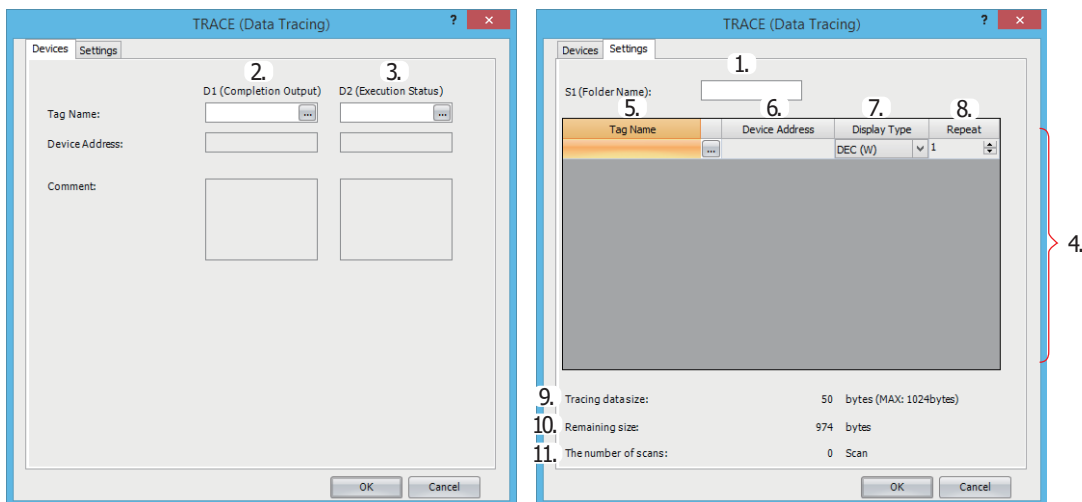 TRACE (Data Tracing)
? ×
Devices Settings
2. 3.
D1 (Completion Output) D2 (Execution Status)
Tag Name: ... ...
Device Address:
Comment:
OK Cancel
TRACE (Data Tracing)
? ×
Devices Settings
1.
S1 (Folder Name):
5. 6. 7. 8.
Tag Name Device Address Display Type Repeat
... DEC (W) 1
4.
9. Tracing datasize: 50 bytes (MAX: 1024bytes)
10. Remaining size: 974 bytes
11. The number of scans: 0 Scan
OK Cancel